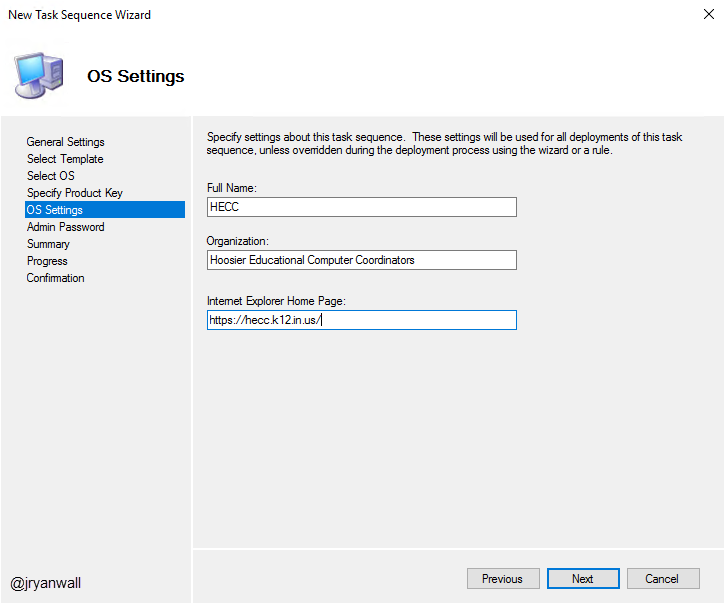 New Task Sequence Wizard
OS Settings
General Settings
Select Template
Select OS
Specify Product Key
OS Settings
Admin Password
Summary
Progress
Confirmation
Specify settings about this task sequence.  These settings will be used for all deployments of this task
sequence, unless overridden during the deployment process using the wizard or a rule.
Full Name:
HECC
Organization:
Hoosier Educational Computer Coordinators
Internet Explorer Home Page:
https://hecc.k12.in.us/
@jryanwall
Previous
Next
Cancel